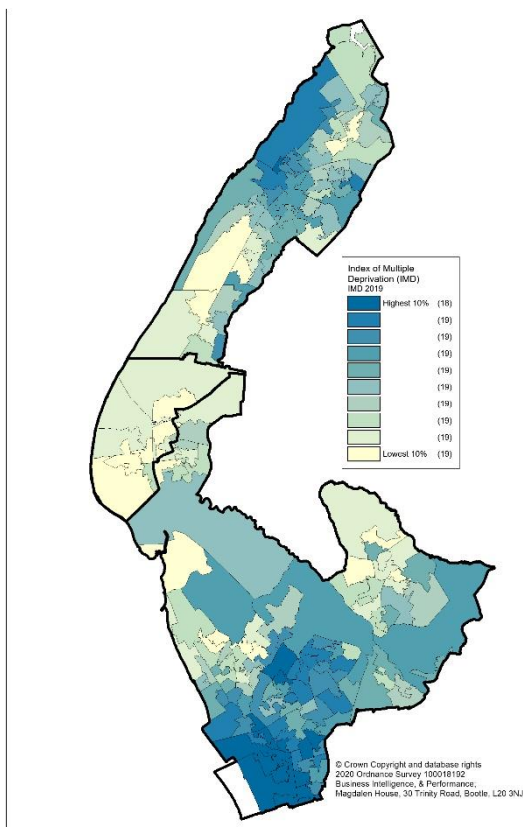 Index of Multiple
Deprivation (IMD)
IMD 2019
Highest 10% (18)
(19)
(19)
(19)
(19)
(19)
(19)
(19)
(19)
Lowest 10% (19)
© Crown Copyright and database rights
2020 Ordnance Survey 100018192
Business Intelligence, & Performance,
Magdalen House, 30 Trinity Road, Bootle, L20 3NJ